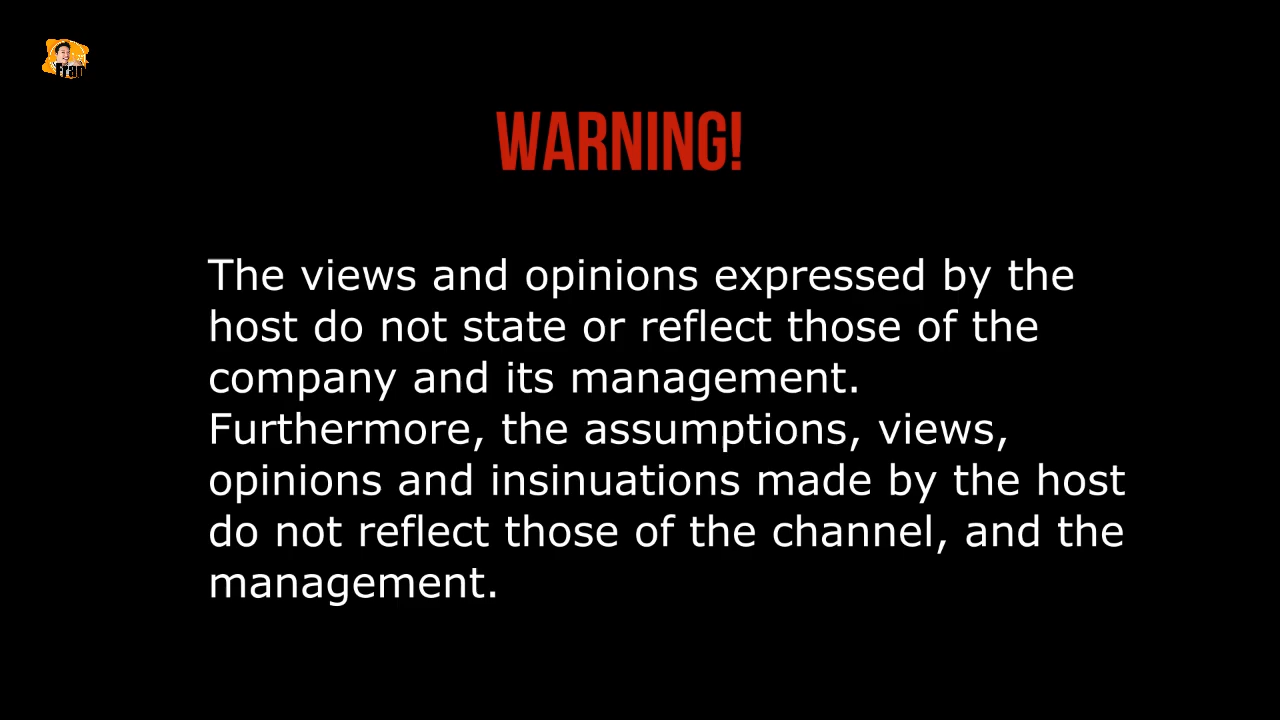 Fran
WARNING!
The views and opinions expressed by the
host do not state or reflect those of the
company and its management.
Furthermore, the assumptions, views,
opinions and insinuations made by the host
do not reflect those of the channel, and the
management.